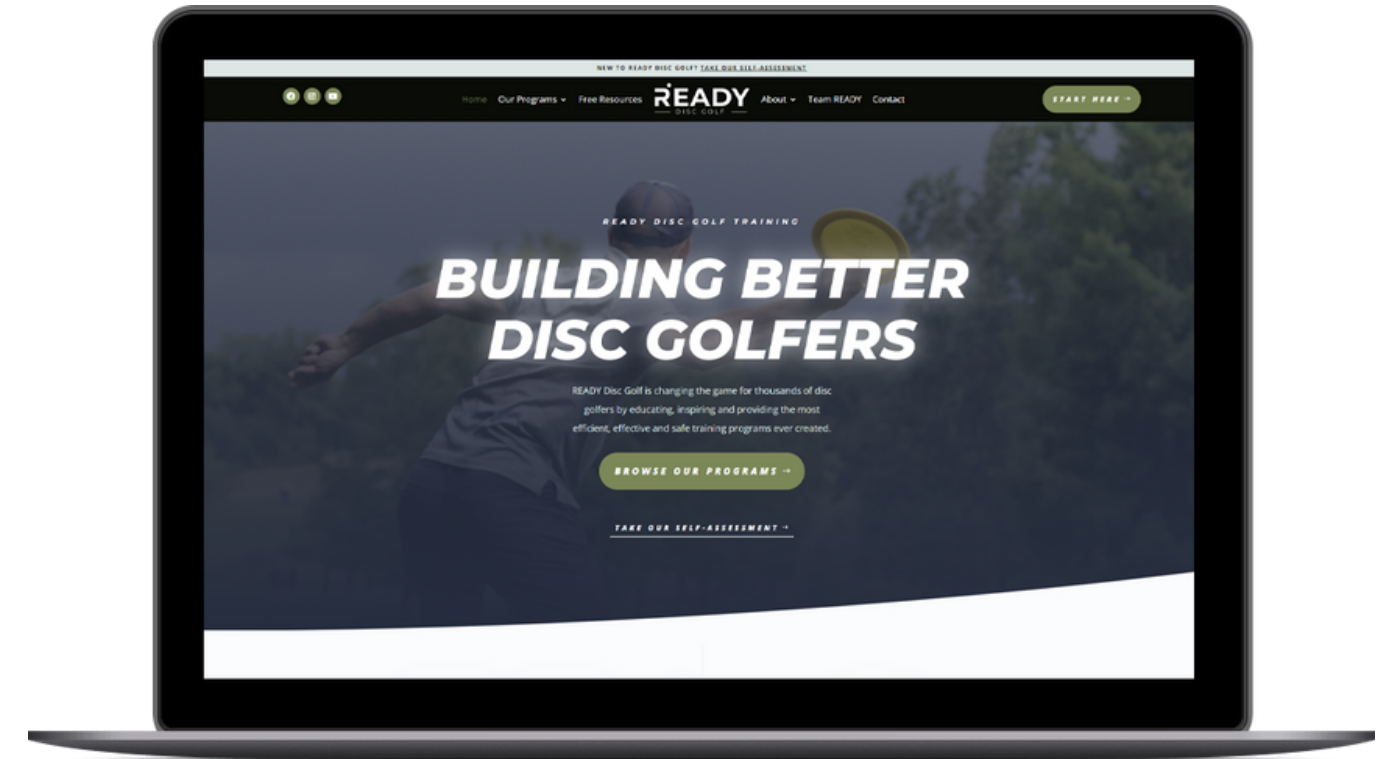 NEW TO READY DISC GOLF? TAKE OUR SELF-ASSESSMENT
Home Our Programs Free Resources READY DISC GOLF About Team READY Contact START HERE →
READY DISC GOLF TRAINING
BUILDING BETTER
DISC GOLFERS
READY Disc Golf is changing the game for thousands of disc
golfers by educating, inspiring and providing the most
efficient, effective and safe training programs ever created.
BROWSE OUR PROGRAMS →
TAKE OUR SELF-ASSESSMENT →